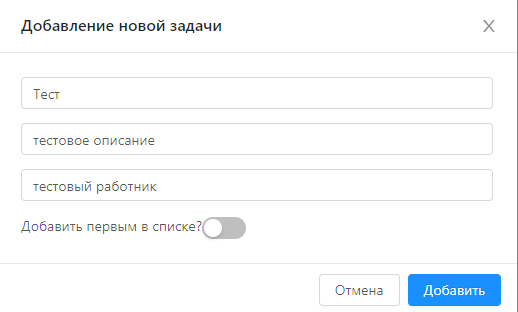 Добавление новой задачи
Тест
тестовое описание
тестовый работник
Добавить первым в списке?
Отмена
Добавить